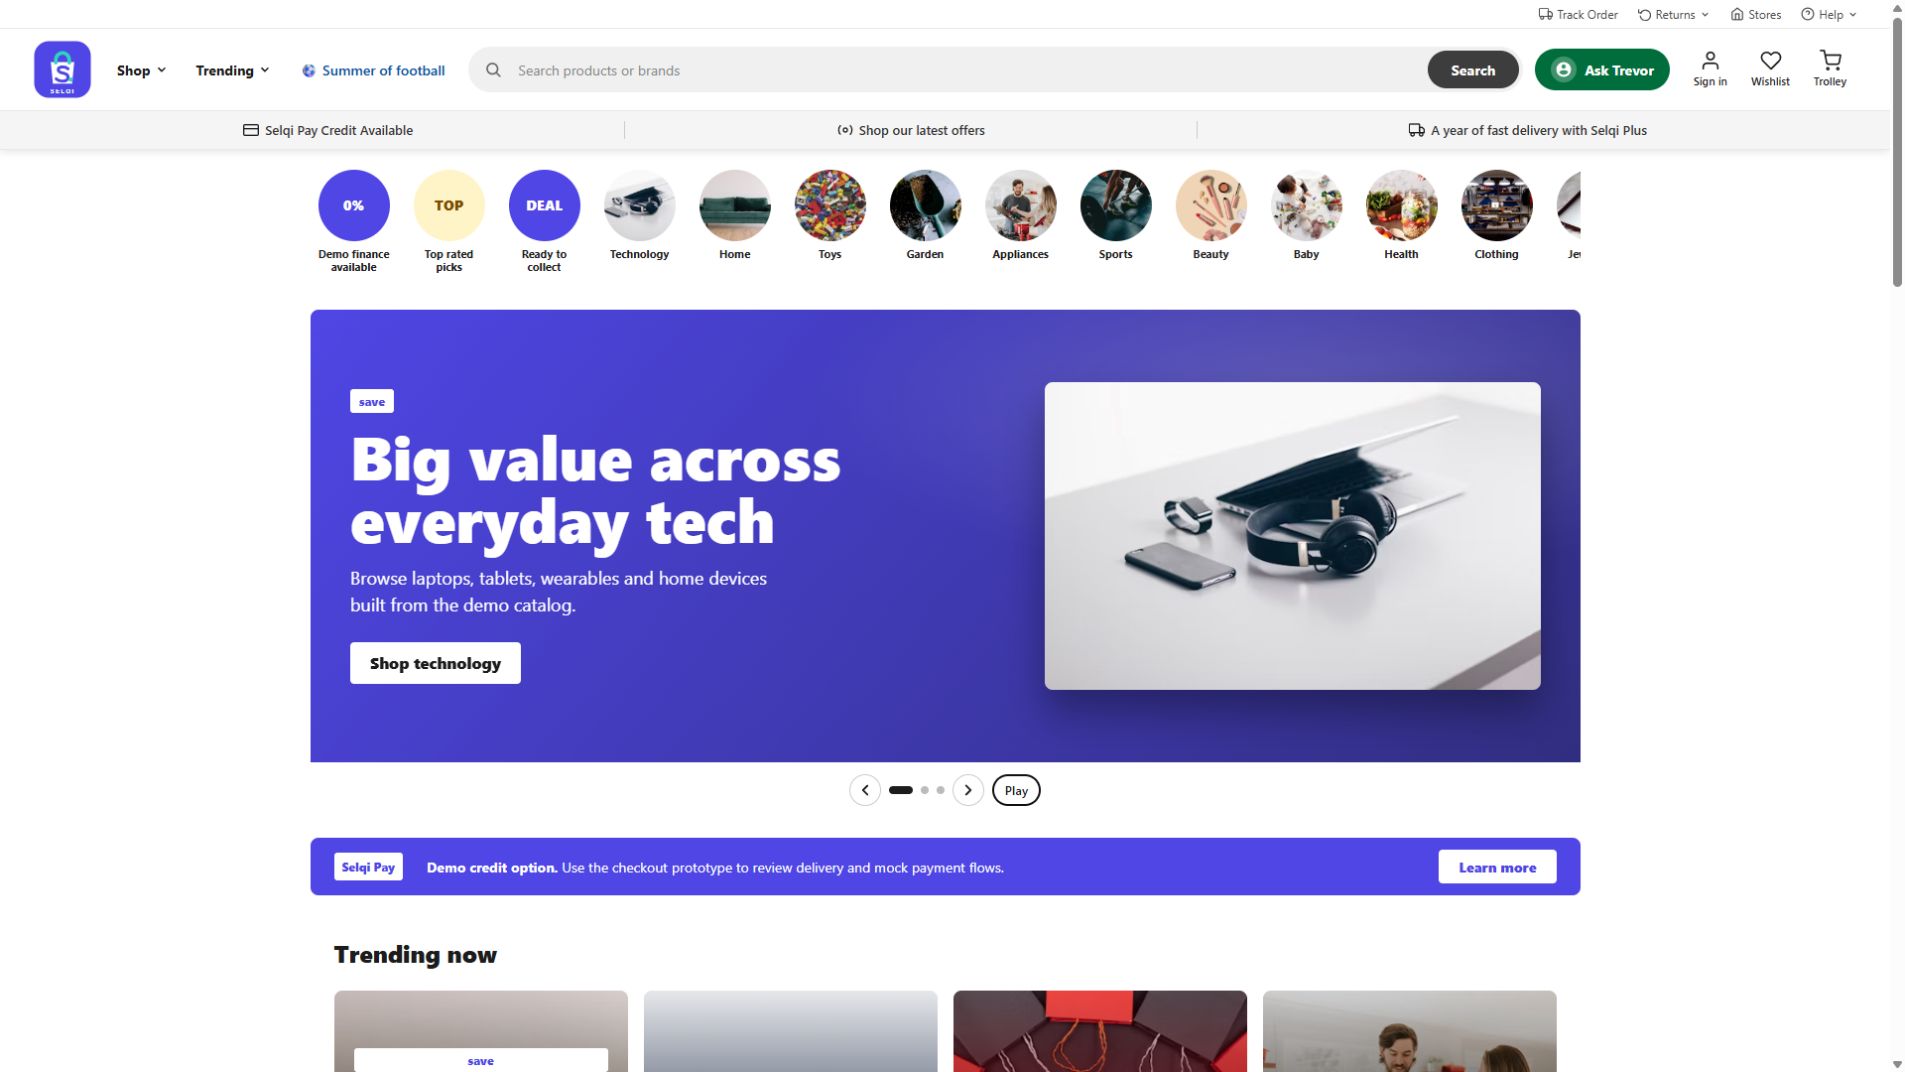 Track Order
Returns
Stores
Help
SELQI
Shop
Trending
Summer of football
Search products or brands
Search
Ask Trevor
Sign in
Wishlist
Trolley
Selqi Pay Credit Available
Shop our latest offers
A year of fast delivery with Selqi Plus
0%
TOP
DEAL
Demo finance
available
Top rated
picks
Ready to
collect
Technology
Home
Toys
Garden
Appliances
Sports
Beauty
Baby
Health
Clothing
save
Big value across
everyday tech
Browse laptops, tablets, wearables and home devices
built from the demo catalog.
Shop technology
Play
Selqi Pay
Demo credit option. Use the checkout prototype to review delivery and mock payment flows.
Learn more
Trending now
save